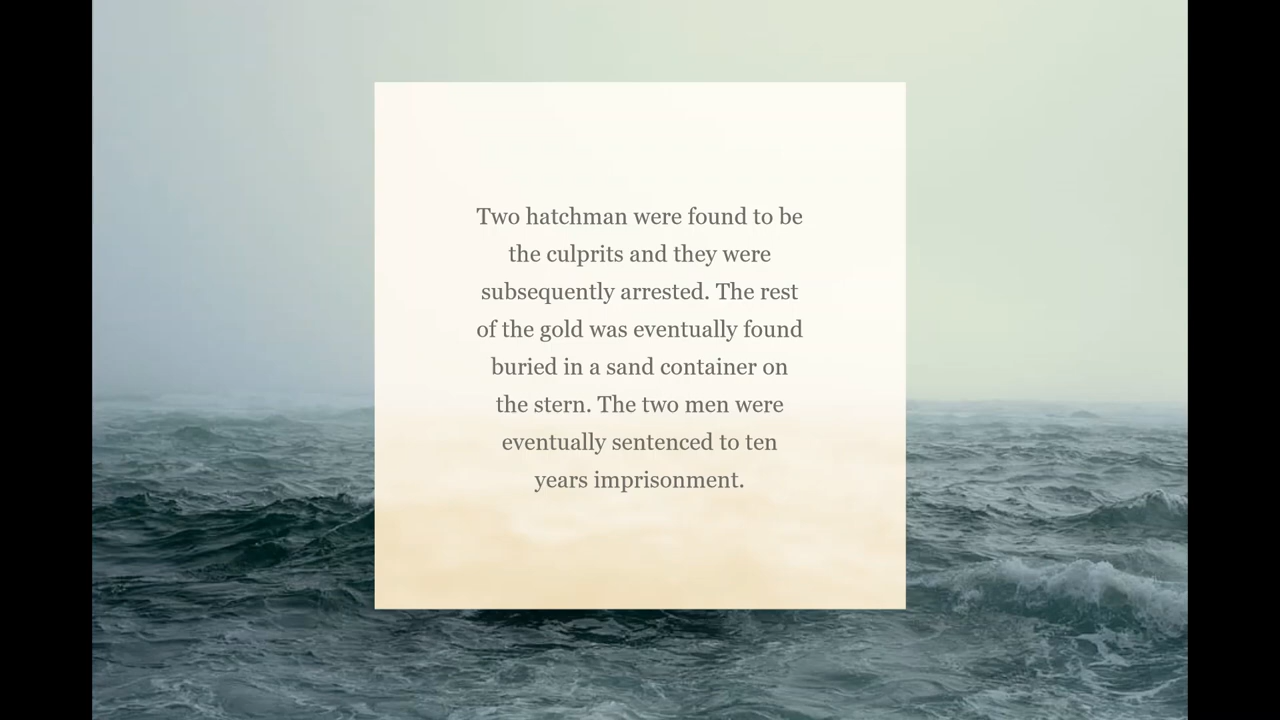 Two hatchman were found to be
the culprits and they were
subsequently arrested. The rest
of the gold was eventually found
buried in a sand container on
the stern. The two men were
eventually sentenced to ten
years imprisonment.